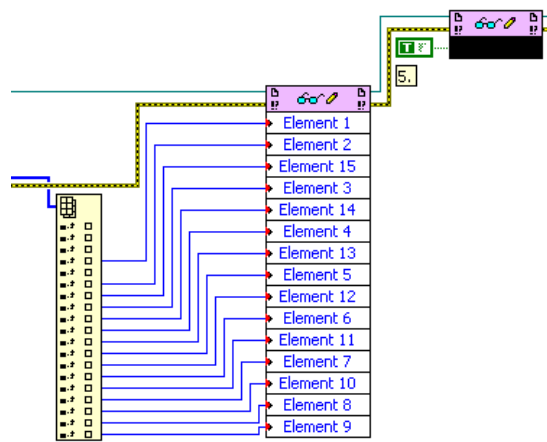 T
5.
Element 1
Element 2
Element 15
Element 3
Element 14
Element 4
Element 13
Element 5
Element 12
Element 6
Element 11
Element 7
Element 10
Element 8
Element 9